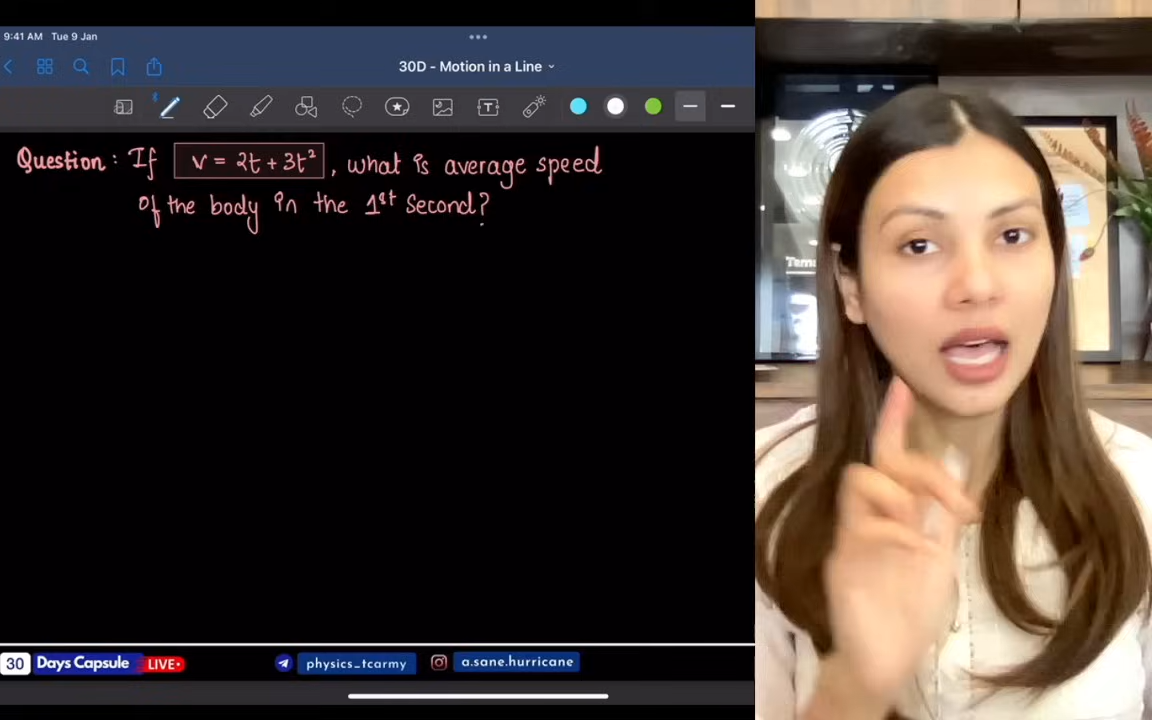 9:41 AM Tue 9 Jan
30D - Motion in a Line
Question: If v = 2t + 3t², what is average speed
of the body in the 1st Second?
30 Days Capsule LIVE
physics_tcarmy
a.sane.hurricane